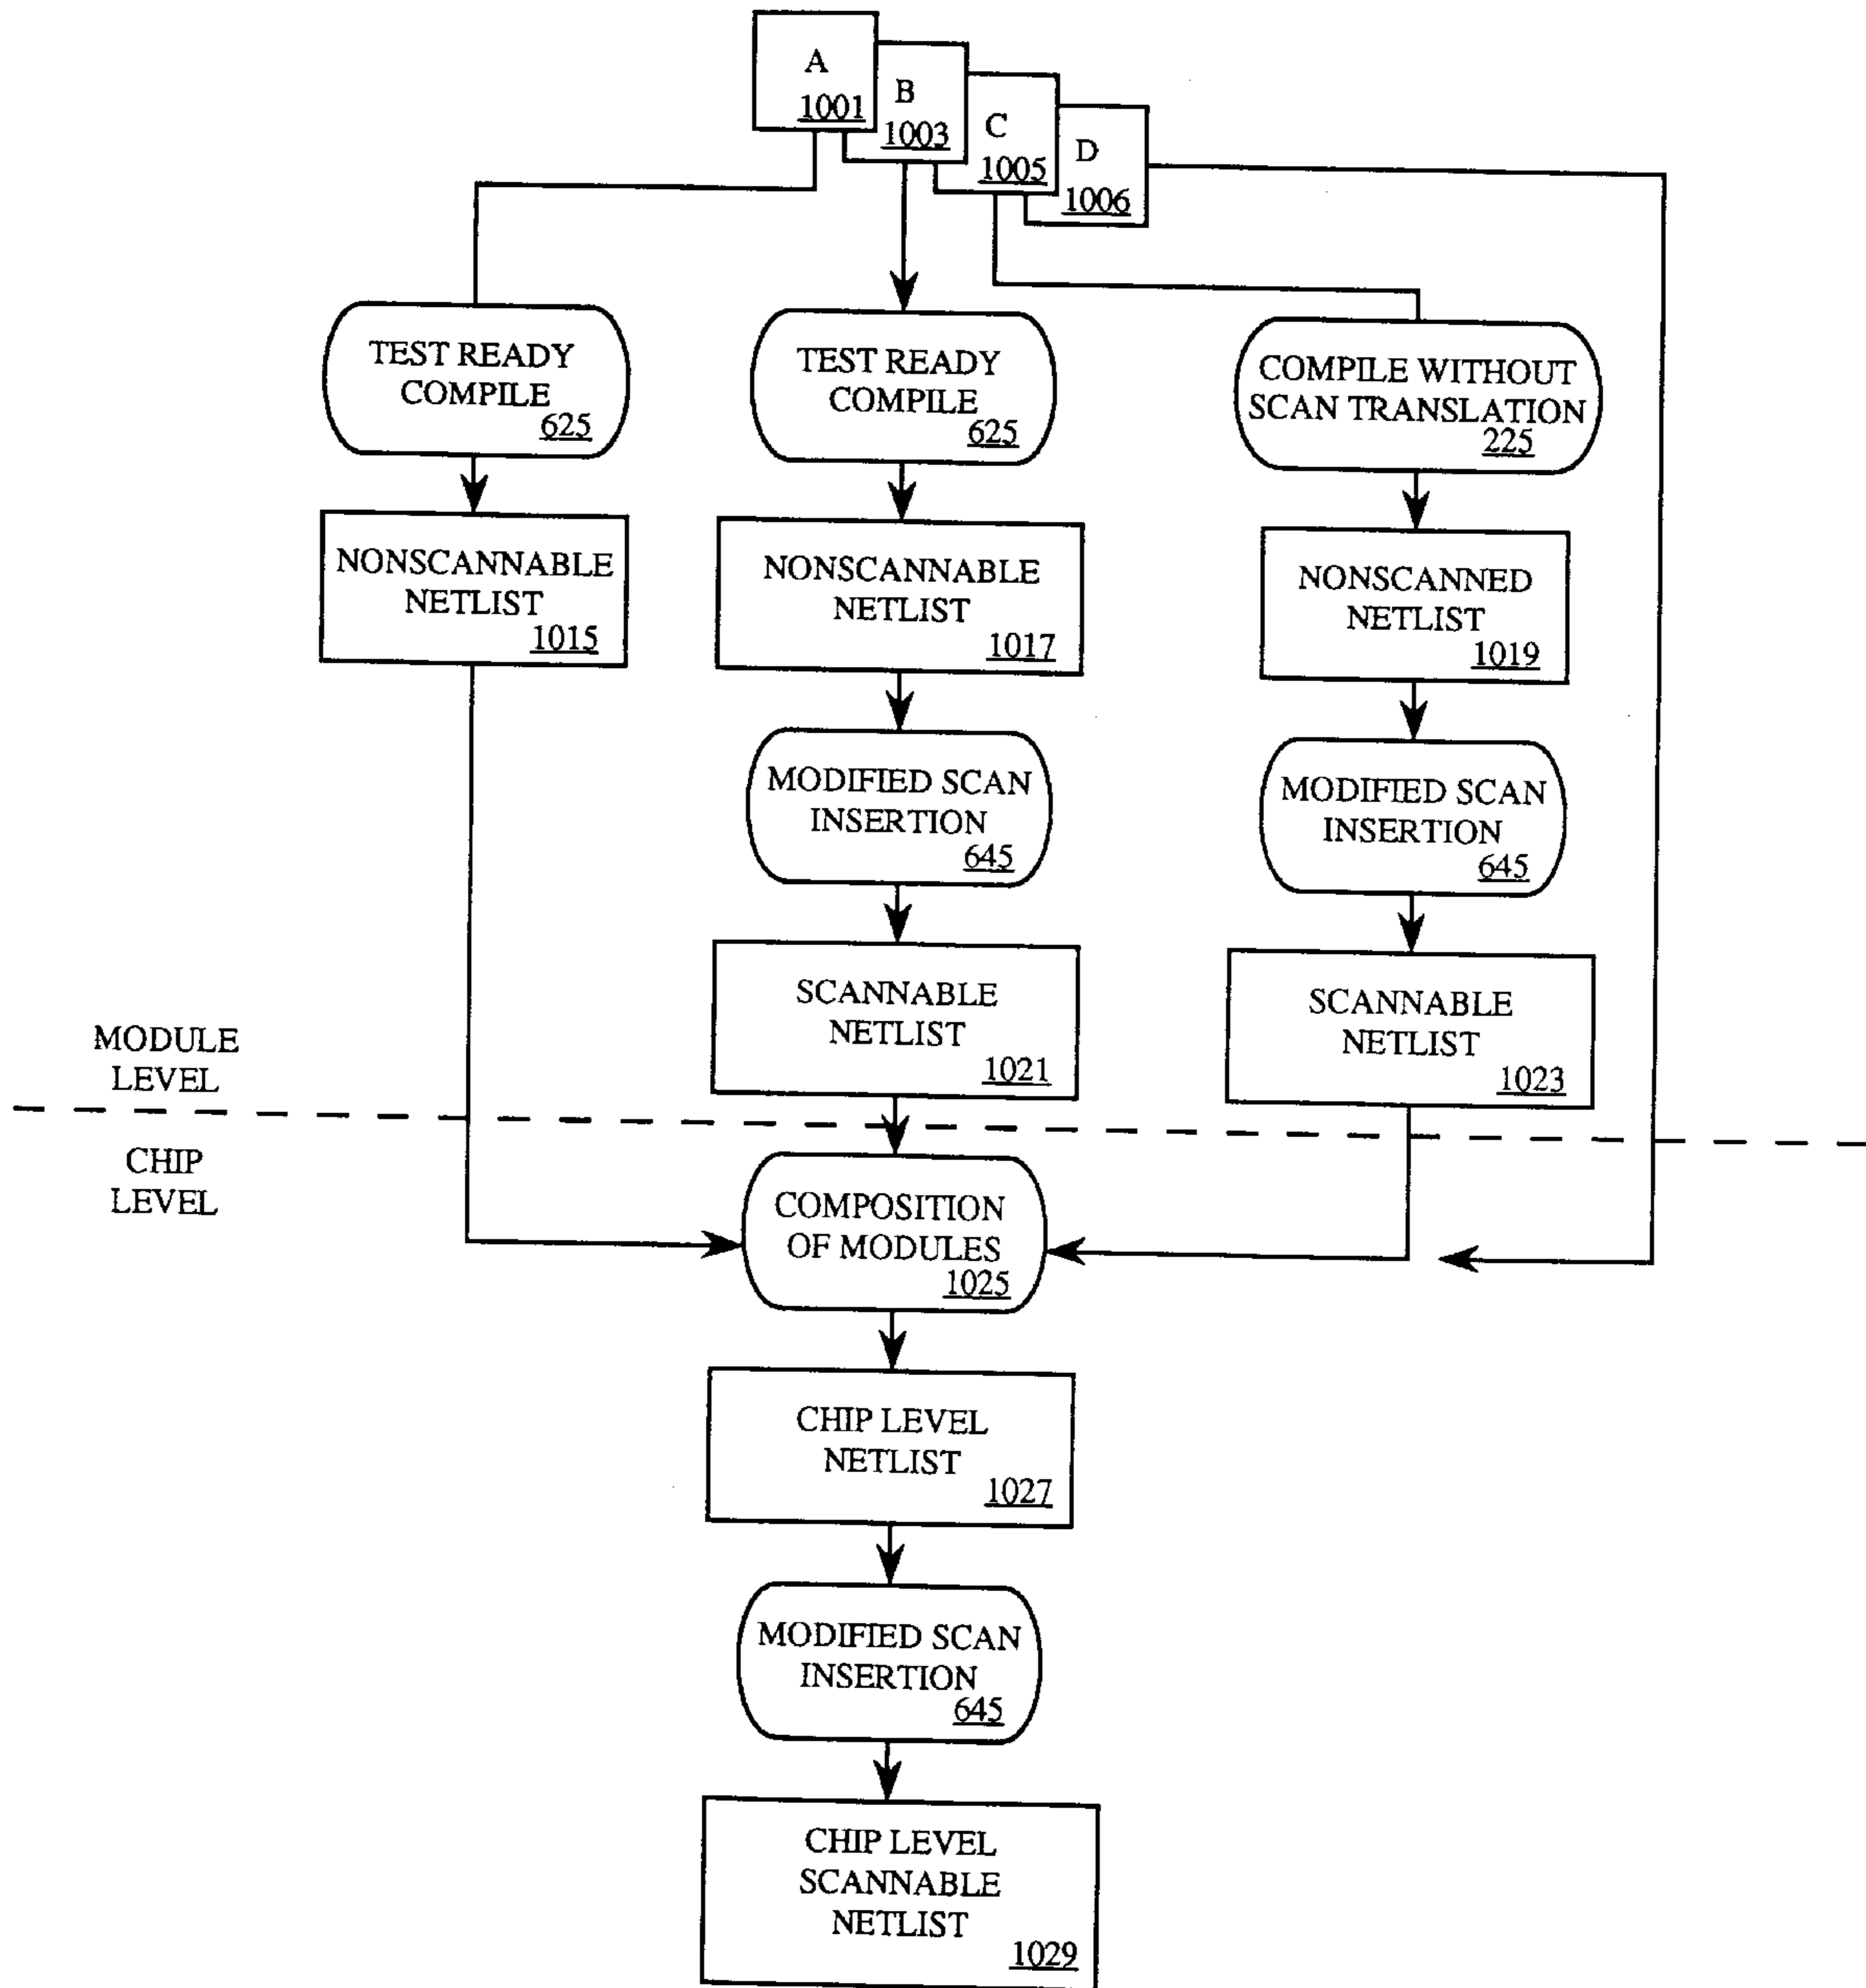 A
1001
B
1003
C
1005
D
1006
TEST READY
COMPILE
625
TEST READY
COMPILE
625
COMPILE WITHOUT
SCAN TRANSLATION
225
NONSCANNABLE
NETLIST
1015
NONSCANNABLE
NETLIST
1017
NONSCANNED
NETLIST
1019
MODIFIED SCAN
INSERTION
645
MODIFIED SCAN
INSERTION
645
SCANNABLE
NETLIST
1021
SCANNABLE
NETLIST
1023
MODULE
LEVEL
CHIP
LEVEL
COMPOSITION
OF MODULES
1025
CHIP LEVEL
NETLIST
1027
MODIFIED SCAN
INSERTION
645
CHIP LEVEL
SCANNABLE
NETLIST
1029